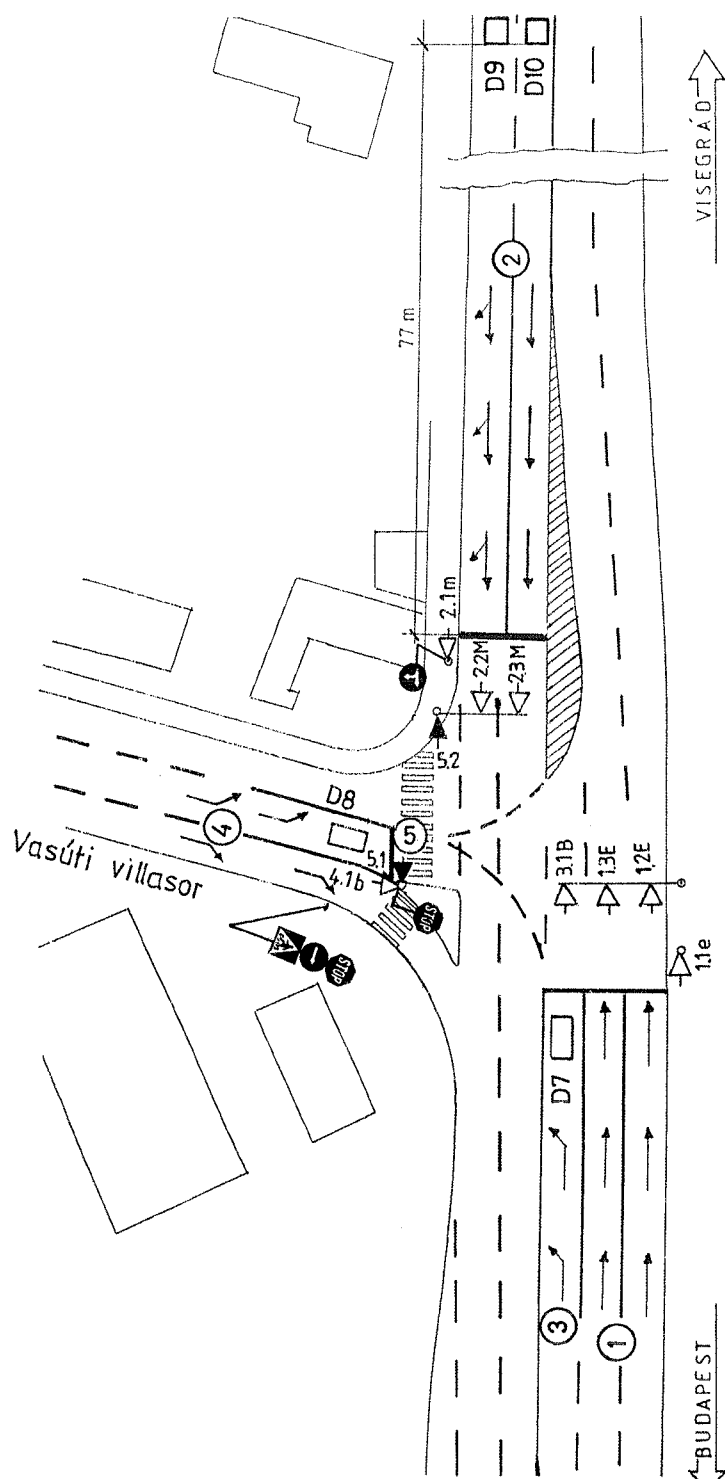 D9
D10
VISEGRÁD
2
77 m
2.1m
2.2M
2.3M
5.2
D8
4
5
5.1
4.1b
Vasúti villasor
STOP
STOP
3.1B
1.3E
1.2E
1.1e
D7
3
1
BUDAPEST